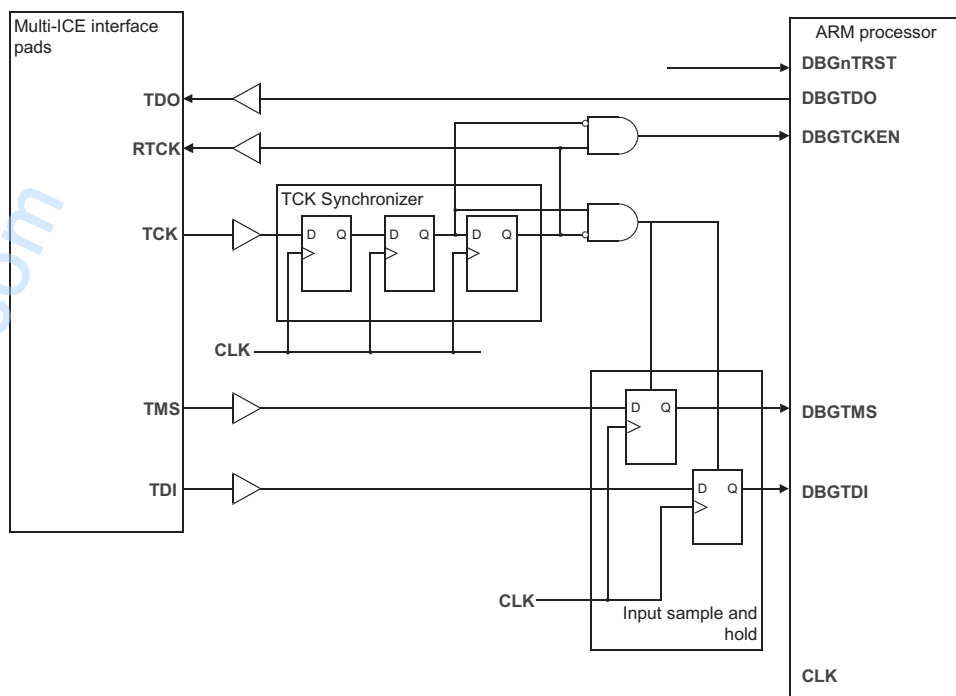 Multi-ICE interface
pads
ARM processor
DBGnTRST
TDO
DBGTDO
RTCK
DBGTCKEN
TCK Synchronizer
TCK
D Q
D Q
D Q
CLK
TMS
D Q
DBGTMS
TDI
D Q
DBGTDI
CLK
Input sample and
hold
CLK
com